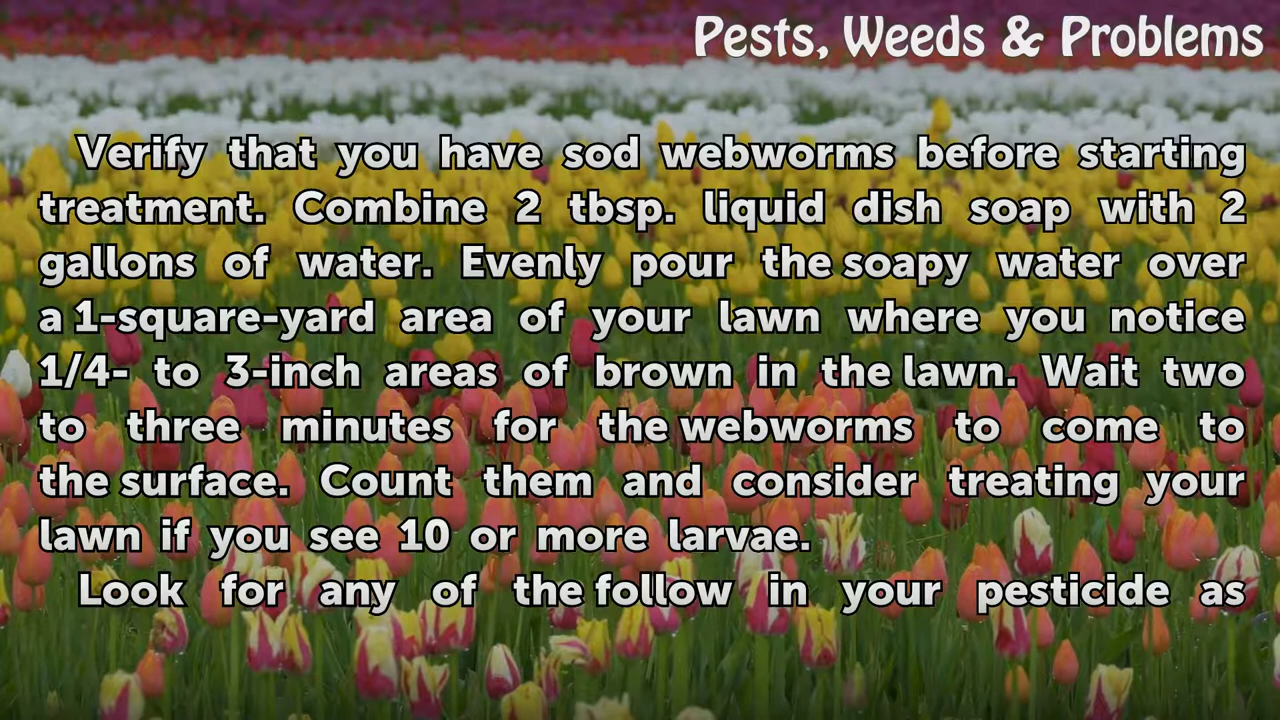 Pests, Weeds & Problems
Verify that you have sod webworms before starting
treatment. Combine 2 tbsp. liquid dish soap with 2
gallons of water. Evenly pour the soapy water over
a 1-square-yard area of your lawn where you notice
1/4- to 3-inch areas of brown in the lawn. Wait two
to three minutes for the webworms to come to
the surface. Count them and consider treating your
lawn if you see 10 or more larvae.
Look for any of the follow in your pesticide as